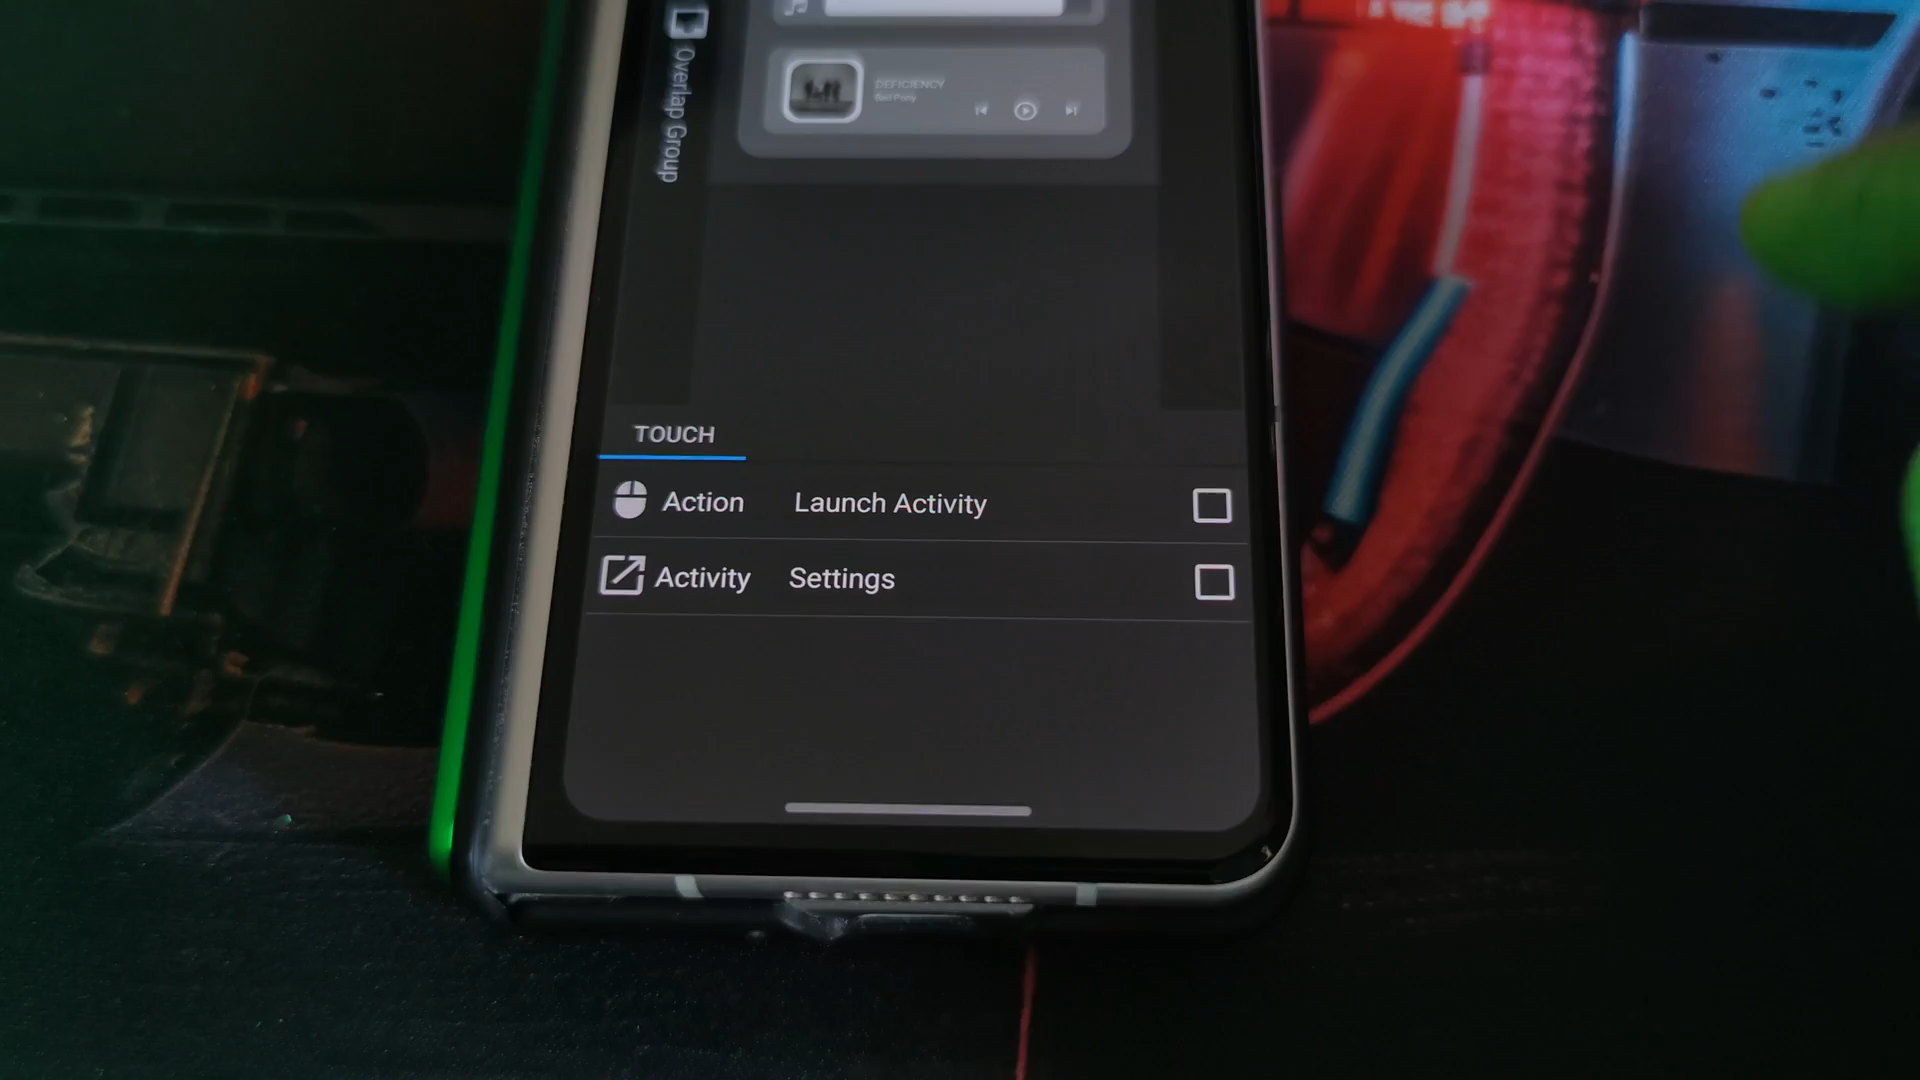 Overlap Group
DEFICIENCY
Bad Pony
TOUCH
Action Launch Activity
Activity Settings